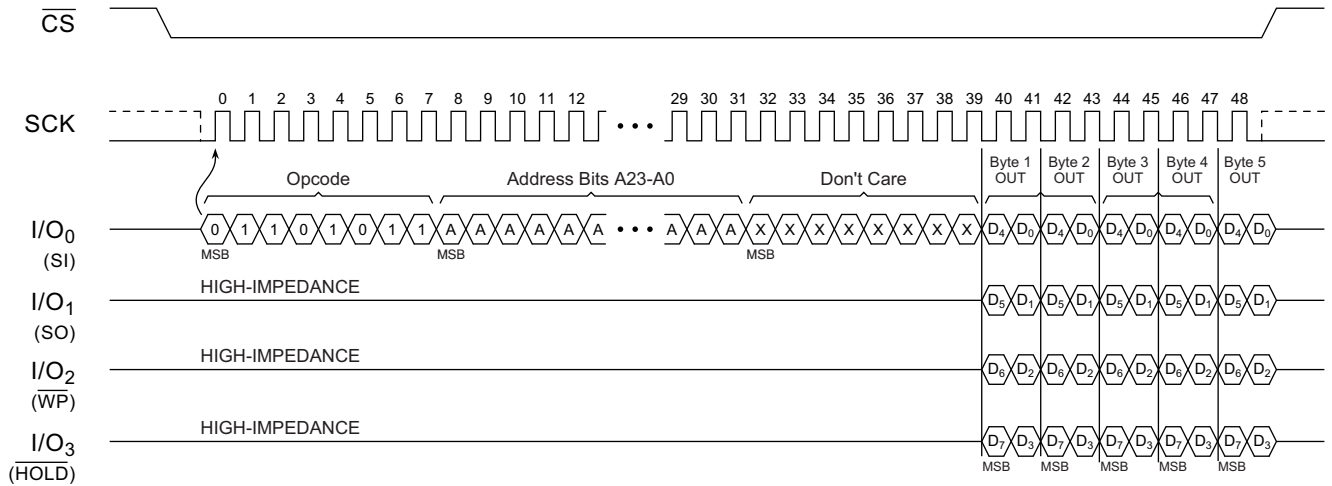 CS
0 1 2 3 4 5 6 7 8 9 10 11 12 29 30 31 32 33 34 35 36 37 38 39 40 41 42 43 44 45 46 47 48
SCK • • •
Byte 1 OUT Byte 2 OUT Byte 3 OUT Byte 4 OUT Byte 5 OUT
Opcode Address Bits A23-A0 Don't Care
I/O0 0 1 1 0 1 0 1 1 A A A A A A • • • A A A X X X X X X X X D4 D0 D4 D0 D4 D0 D4 D0 D4 D0
(SI) MSB MSB MSB
HIGH-IMPEDANCE
I/O1 D5 D1 D5 D1 D5 D1 D5 D1 D5 D1
(SO)
HIGH-IMPEDANCE
I/O2 D6 D2 D6 D2 D6 D2 D6 D2 D6 D2
(WP)
HIGH-IMPEDANCE
I/O3 D7 D3 D7 D3 D7 D3 D7 D3 D7 D3
(HOLD) MSB MSB MSB MSB MSB